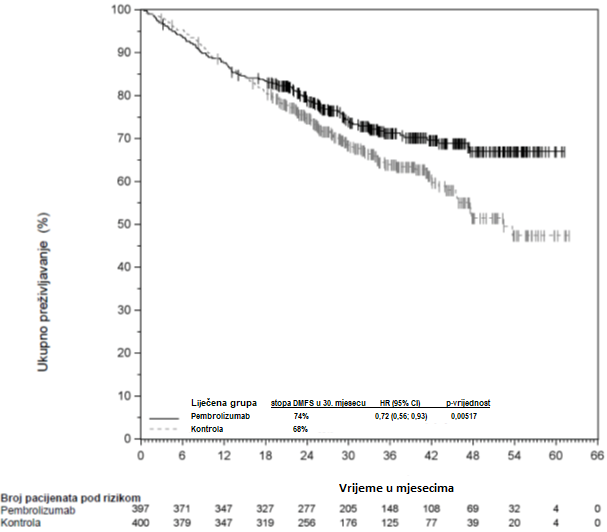 100
90
80
70
60
50
40
30
20
10
0
Ukupno preživljavanje (%)
Liječena grupa stopa DMFS u 30. mjesecu HR (95% CI) p-vrijednost
Pembrolizumab 74% 0,72 (0,56; 0,93) 0,00517
Kontrola 68%
0 6 12 18 24 30 36 42 48 54 60 66
Vrijeme u mjesecima
Broj pacijenata pod rizikom
Pembrolizumab 397 371 347 327 277 205 148 108 69 32 4 0
Kontrola 400 379 347 319 256 176 125 77 39 20 4 0